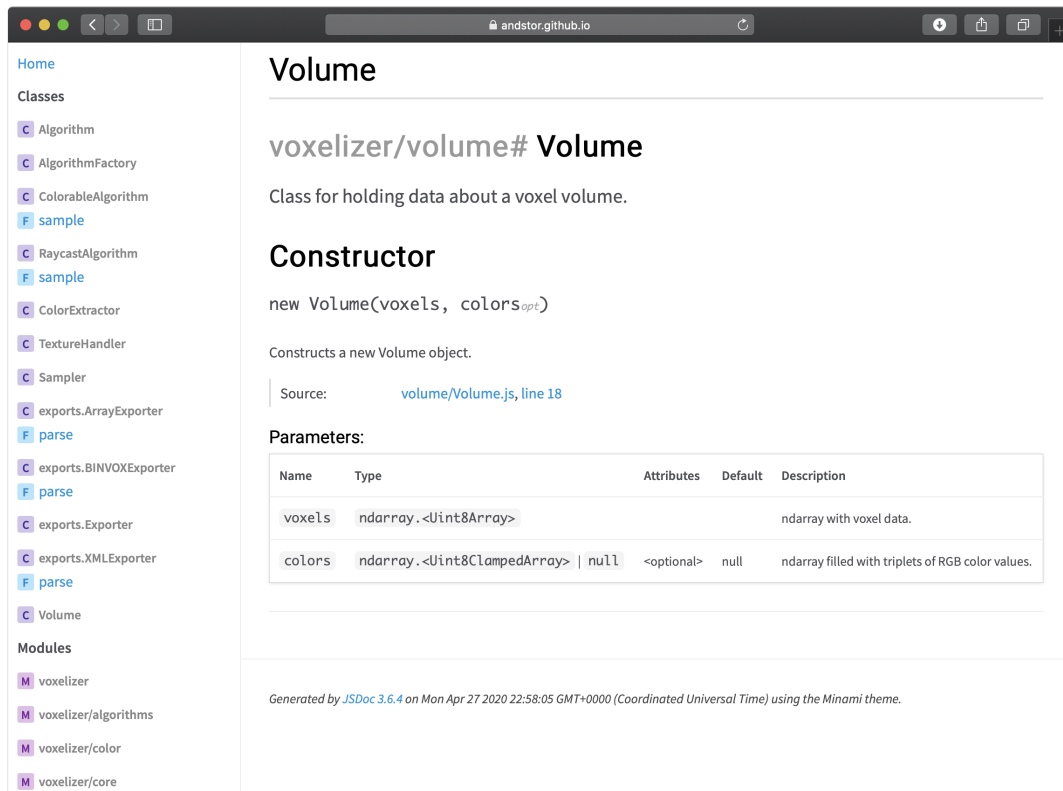 andstor.github.io
Home
Classes
C Algorithm
C AlgorithmFactory
C ColorableAlgorithm
F sample
C RaycastAlgorithm
F sample
C ColorExtractor
C TextureHandler
C Sampler
C exports.ArrayExporter
F parse
C exports.BINVOXExporter
F parse
C exports.Exporter
C exports.XMLExporter
F parse
C Volume
Modules
M voxelizer
M voxelizer/algorithms
M voxelizer/color
M voxelizer/core
Volume
voxelizer/volume# Volume
Class for holding data about a voxel volume.
Constructor
new Volume(voxels, colorsopt)
Constructs a new Volume object.
Source: volume/Volume.js, line 18
Parameters:
Name Type Attributes Default Description
voxels ndarray.<Uint8Array> ndarray with voxel data.
colors ndarray.<Uint8ClampedArray> | null <optional> null ndarray filled with triplets of RGB color values.
Generated by JSDoc 3.6.4 on Mon Apr 27 2020 22:58:05 GMT+0000 (Coordinated Universal Time) using the Minami theme.